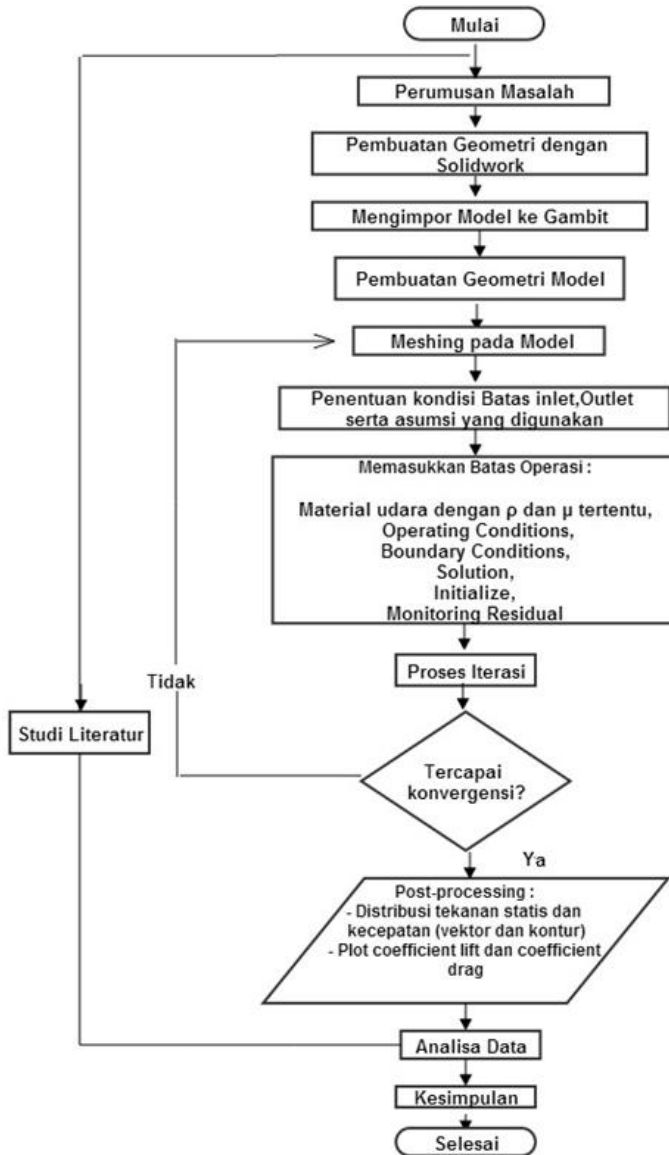 Mulai
Perumusan Masalah
Pembuatan Geometri dengan
Solidwork
Mengimpor Model ke Gambit
Pembuatan Geometri Model
Meshing pada Model
Penentuan kondisi Batas inlet,Outlet
serta asumsi yang digunakan
Memasukkan Batas Operasi :
Material udara dengan ρ dan μ tertentu,
Operating Conditions,
Boundary Conditions,
Solution,
Initialize,
Monitoring Residual
Proses Iterasi
Tidak
Studi Literatur
Tercapai
konvergensi?
Ya
Post-processing :
- Distribusi tekanan statis dan
kecepatan (vektor dan kontur)
- Plot coefficient lift dan coefficient
drag
Analisa Data
Kesimpulan
Selesai